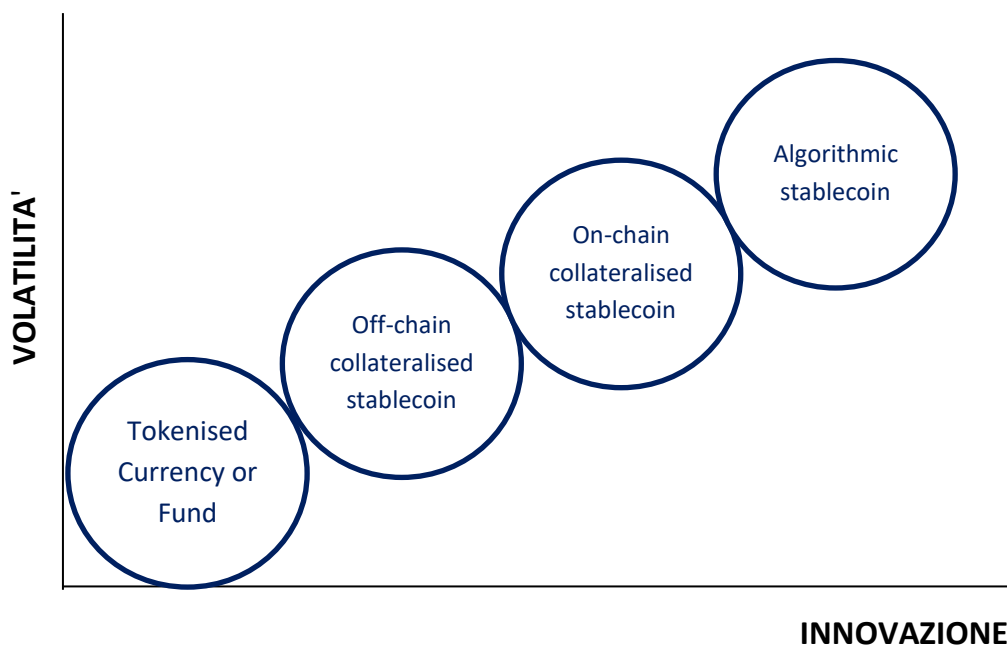 VOLATILITA'
Algorithmic
stablecoin
On-chain
collateralised
stablecoin
Off-chain
collateralised
stablecoin
Tokenised
Currency or
Fund
INNOVAZIONE